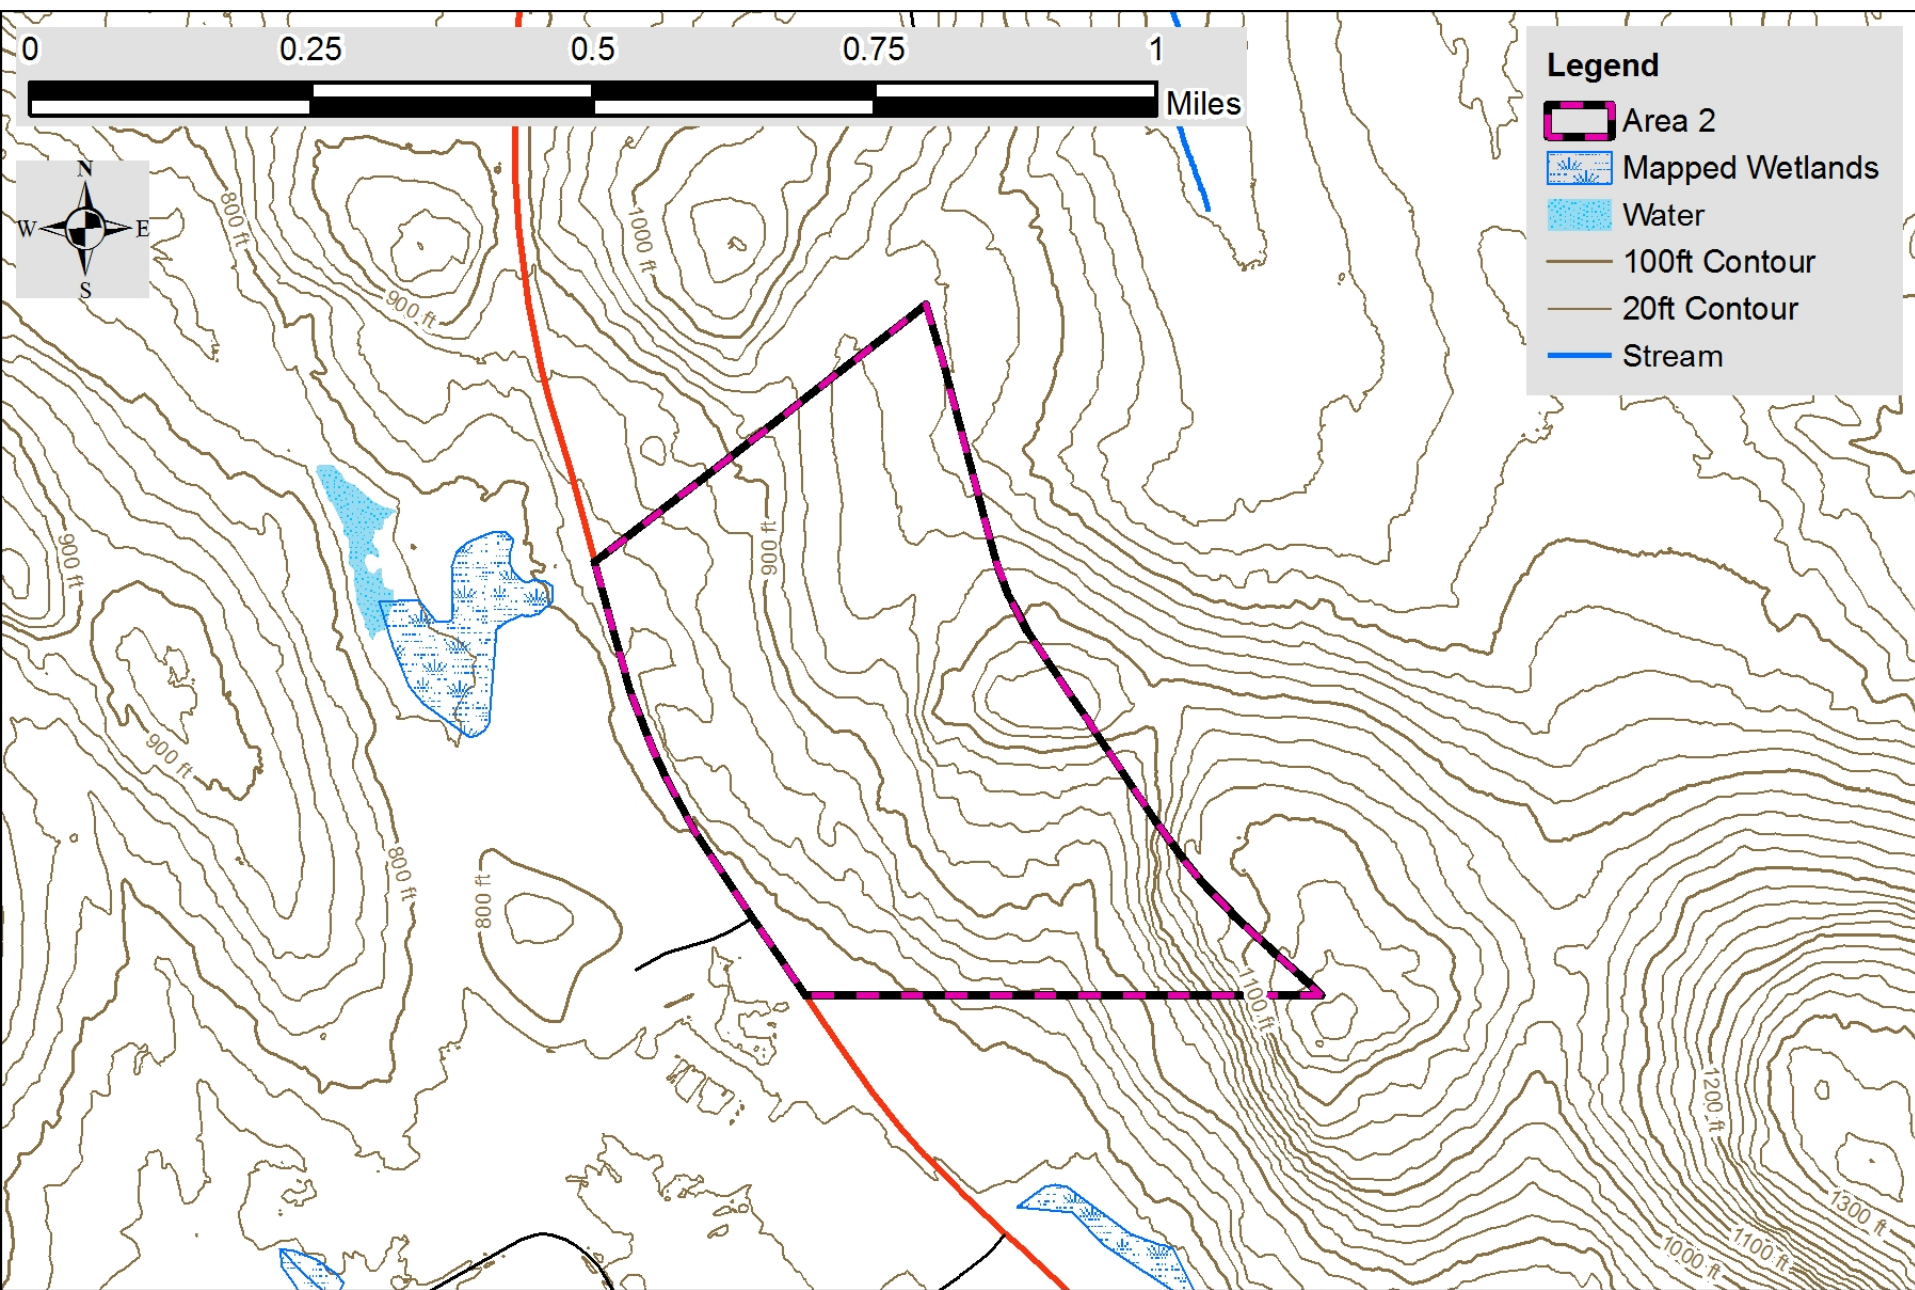 0 0.25 0.5 0.75 1
Miles
N
W E
S
Legend
Area 2
Mapped Wetlands
Water
100ft Contour
20ft Contour
Stream
800 ft
1000 ft
900 ft
900 ft
900 ft
900 ft
800 ft
800 ft
1100 ft
1200 ft
1300 ft
1100 ft
1000 ft